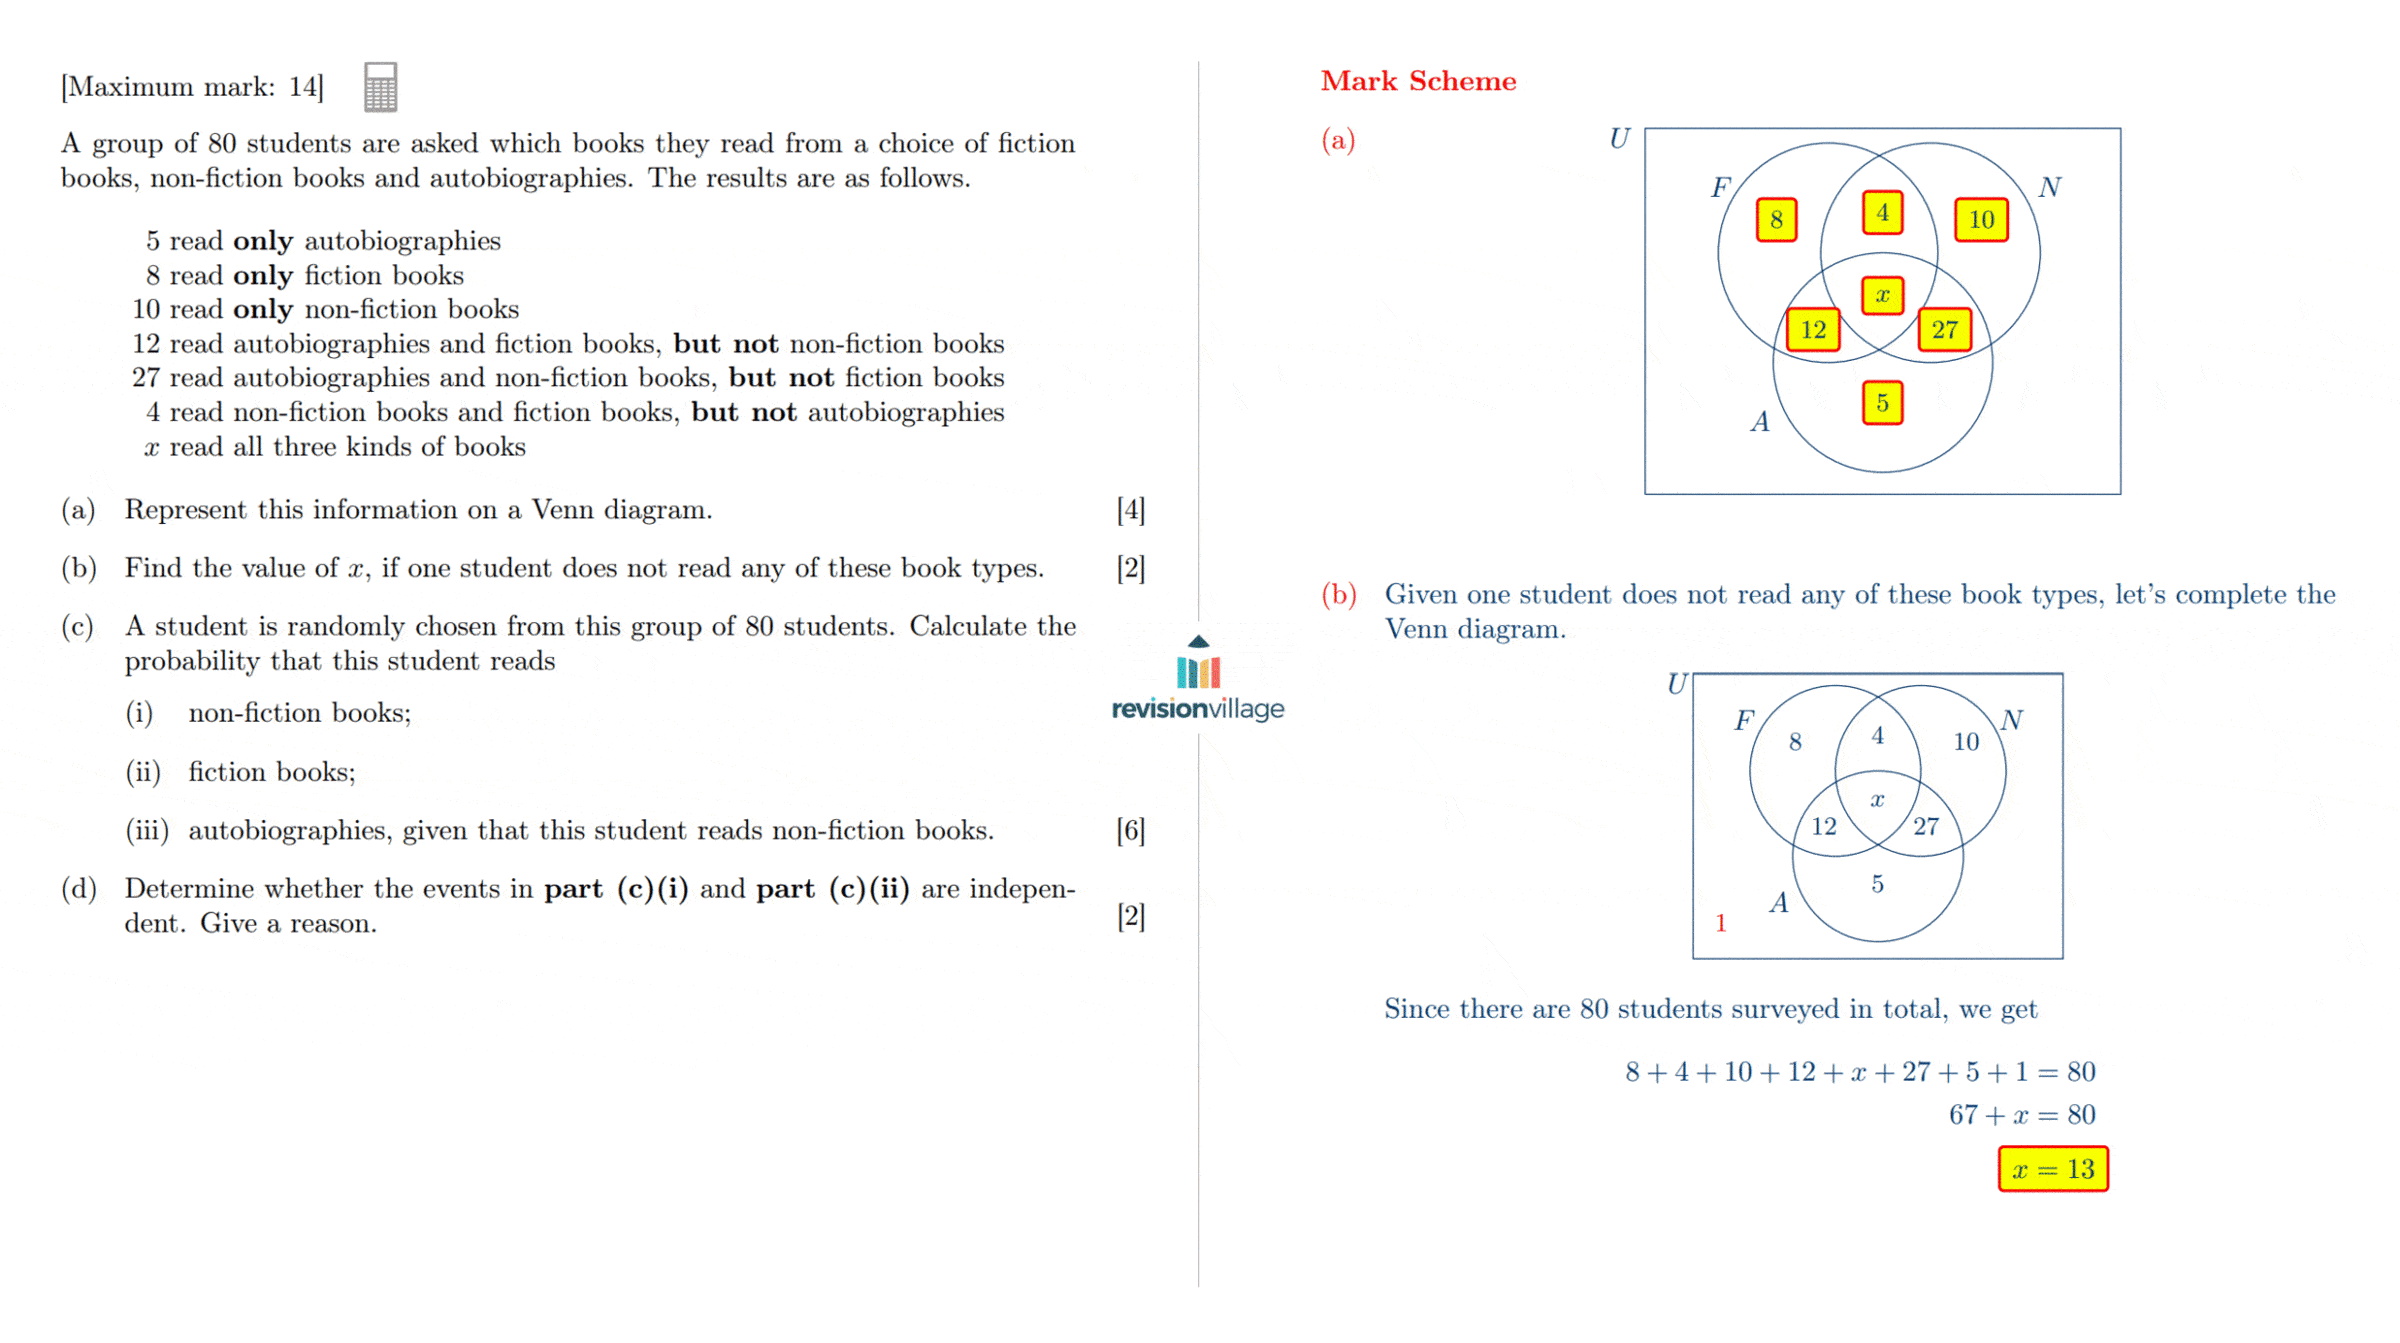 [Maximum mark: 14]
A group of 80 students are asked which books they read from a choice of fiction
books, non-fiction books and autobiographies. The results are as follows.
5 read only autobiographies
8 read only fiction books
10 read only non-fiction books
12 read autobiographies and fiction books, but not non-fiction books
27 read autobiographies and non-fiction books, but not fiction books
4 read non-fiction books and fiction books, but not autobiographies
x read all three kinds of books
(a) Represent this information on a Venn diagram. [4]
(b) Find the value of x, if one student does not read any of these book types. [2]
(c) A student is randomly chosen from this group of 80 students. Calculate the
probability that this student reads
(i) non-fiction books;
(ii) fiction books;
(iii) autobiographies, given that this student reads non-fiction books. [6]
(d) Determine whether the events in part (c)(i) and part (c)(ii) are indepen-
dent. Give a reason. [2]
revisionvillage
Mark Scheme
(a)
U
F
N
8
4
10
x
12
27
5
A
(b) Given one student does not read any of these book types, let's complete the
Venn diagram.
U
F
N
8
4
10
x
12
27
5
A
1
Since there are 80 students surveyed in total, we get
8 + 4 + 10 + 12 + x + 27 + 5 + 1 = 80
67 + x = 80
x = 13